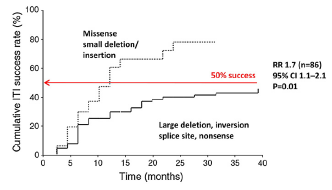 Cumulative ITI success rate (%)
100
80
60
40
20
0
Missense
small deletion/
insertion
50% success
RR 1.7 (n=86)
95% CI 1.1–2.1
P=0.01
Large deletion, inversion
splice site, nonsense
0 5 10 15 20 25 30 35 40
Time (months)